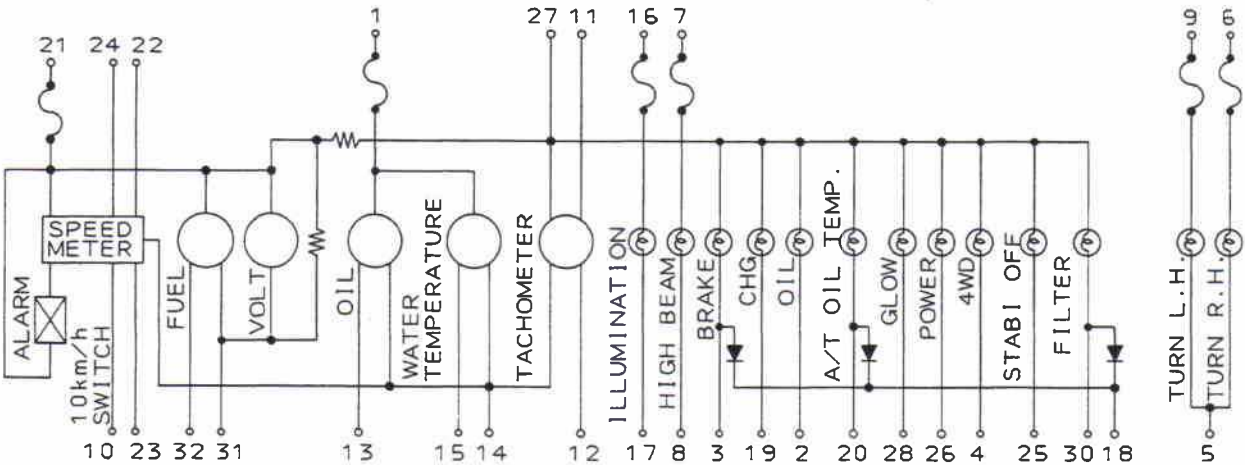 1
27 11 16 7 9 6
21 24 22
SPEED
METER
ALARM
10km/h
SWITCH
FUEL
VOLT
OIL
WATER
TEMPERATURE
TACHOMETER
ILLUMINATION
HIGH BEAM
BRAKE
CHG
OIL
A/T OIL TEMP.
GLOW
POWER
4WD
STABI OFF
FILTER
TURN L.H.
TURN R.H.
10 23 32 31 13 15 14 12 17 8 3 19 2 20 28 26 4 25 30 18 5